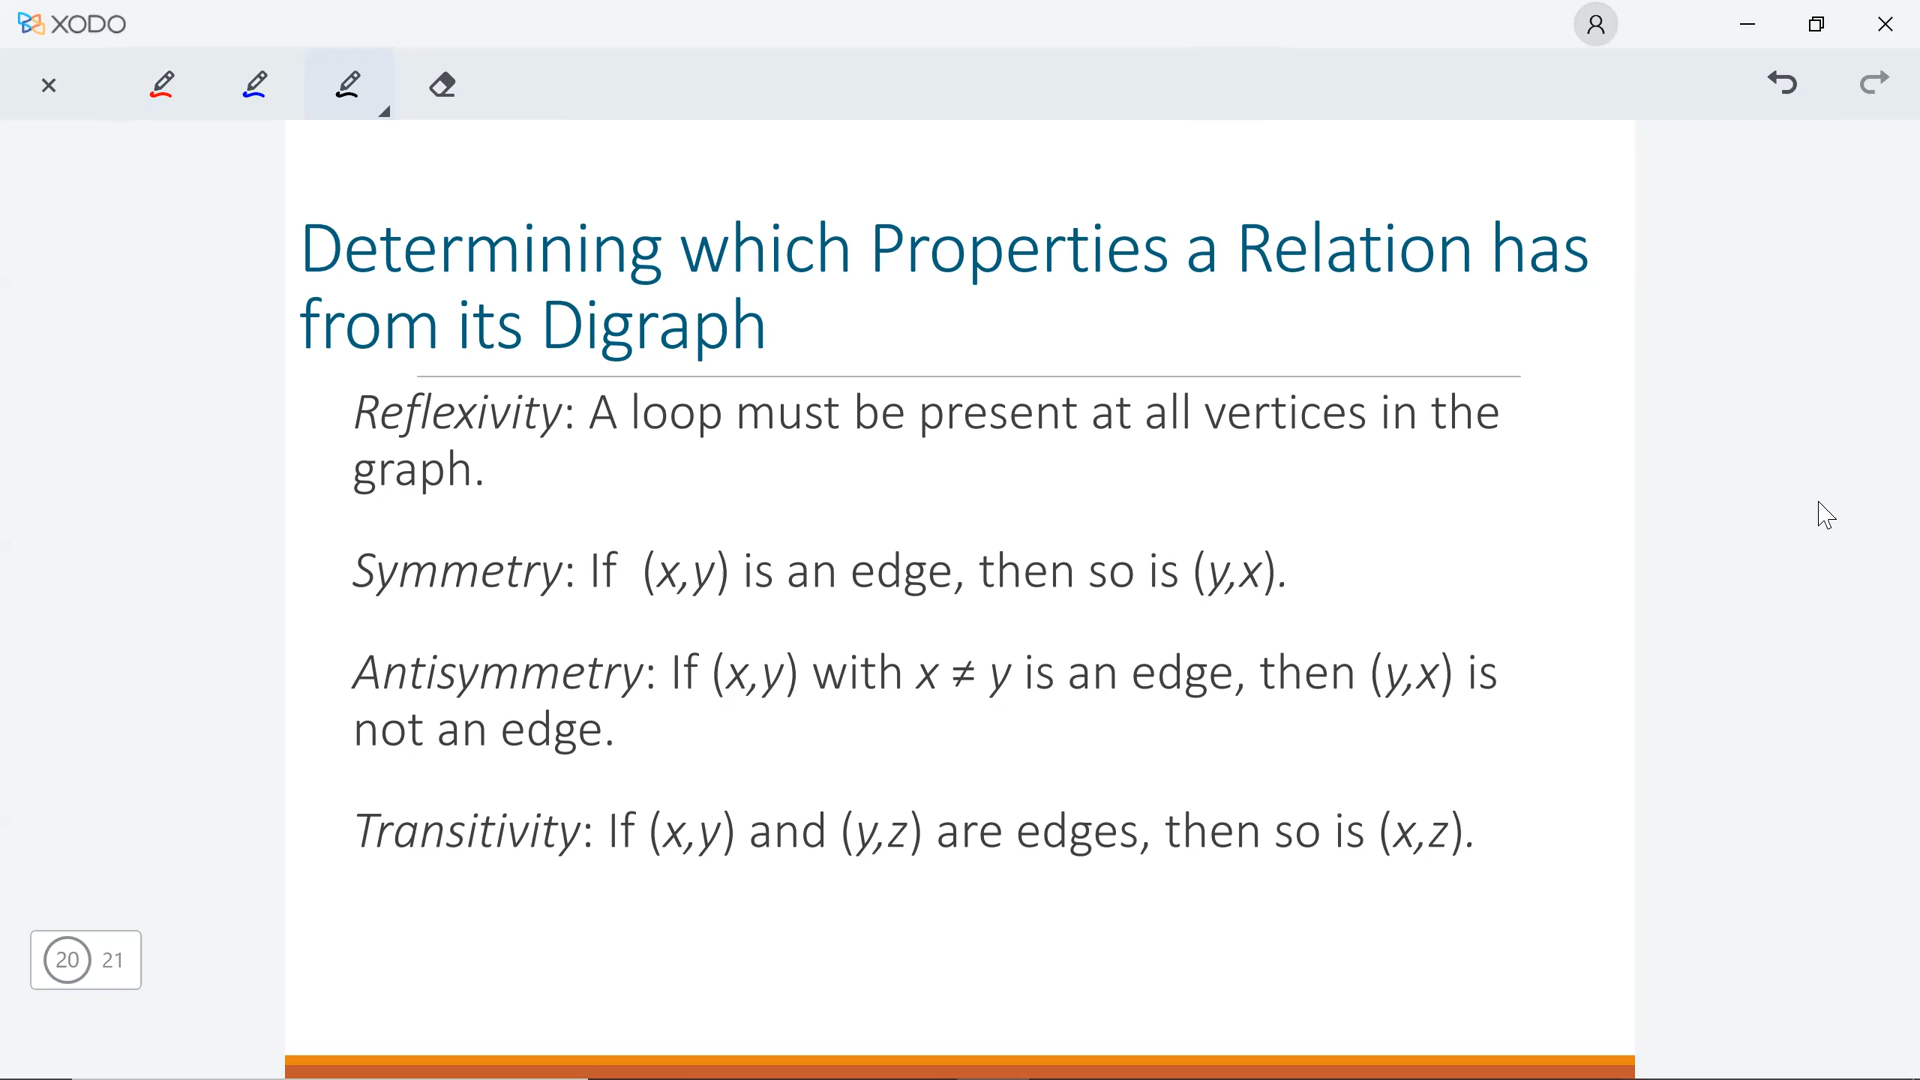 XODO
Determining which Properties a Relation has
from its Digraph
Reflexivity: A loop must be present at all vertices in the
graph.
Symmetry: If (x,y) is an edge, then so is (y,x).
Antisymmetry: If (x,y) with x ≠ y is an edge, then (y,x) is
not an edge.
Transitivity: If (x,y) and (y,z) are edges, then so is (x,z).
20 21